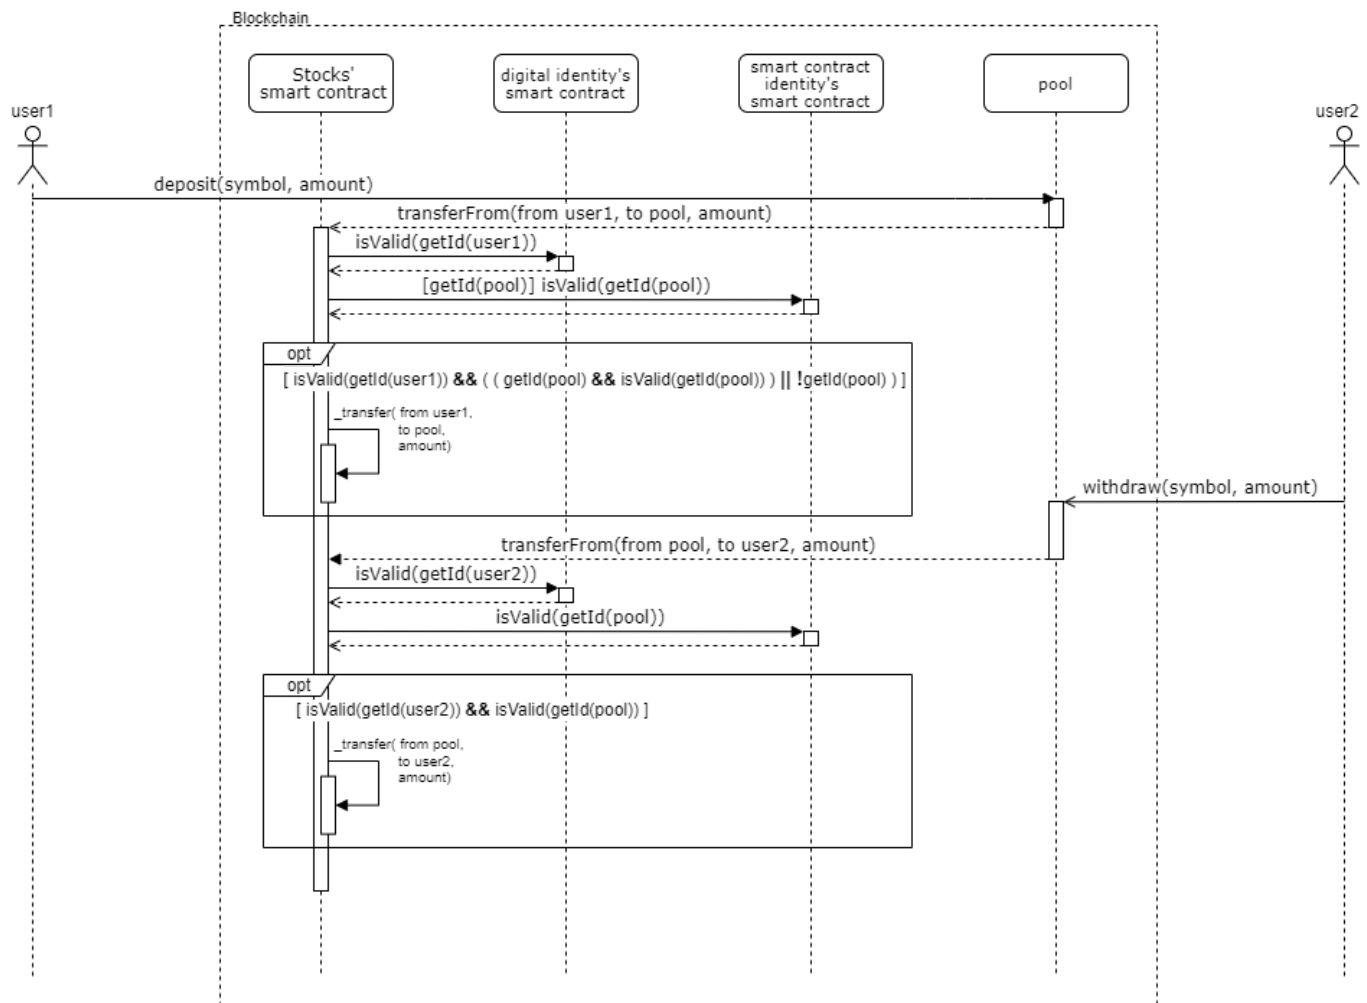 Blockchain
Stocks'
smart contract
digital identity's
smart contract
smart contract
identity's
smart contract
pool
user1
user2
deposit(symbol, amount)
transferFrom(from user1, to pool, amount)
isValid(getId(user1))
[getId(pool)] isValid(getId(pool))
opt
[ isValid(getId(user1)) && ( ( getId(pool) && isValid(getId(pool)) ) || !getId(pool) ) ]
_transfer( from user1,
to pool,
amount)
withdraw(symbol, amount)
transferFrom(from pool, to user2, amount)
isValid(getId(user2))
isValid(getId(pool))
opt
[ isValid(getId(user2)) && isValid(getId(pool)) ]
_transfer( from pool,
to user2,
amount)